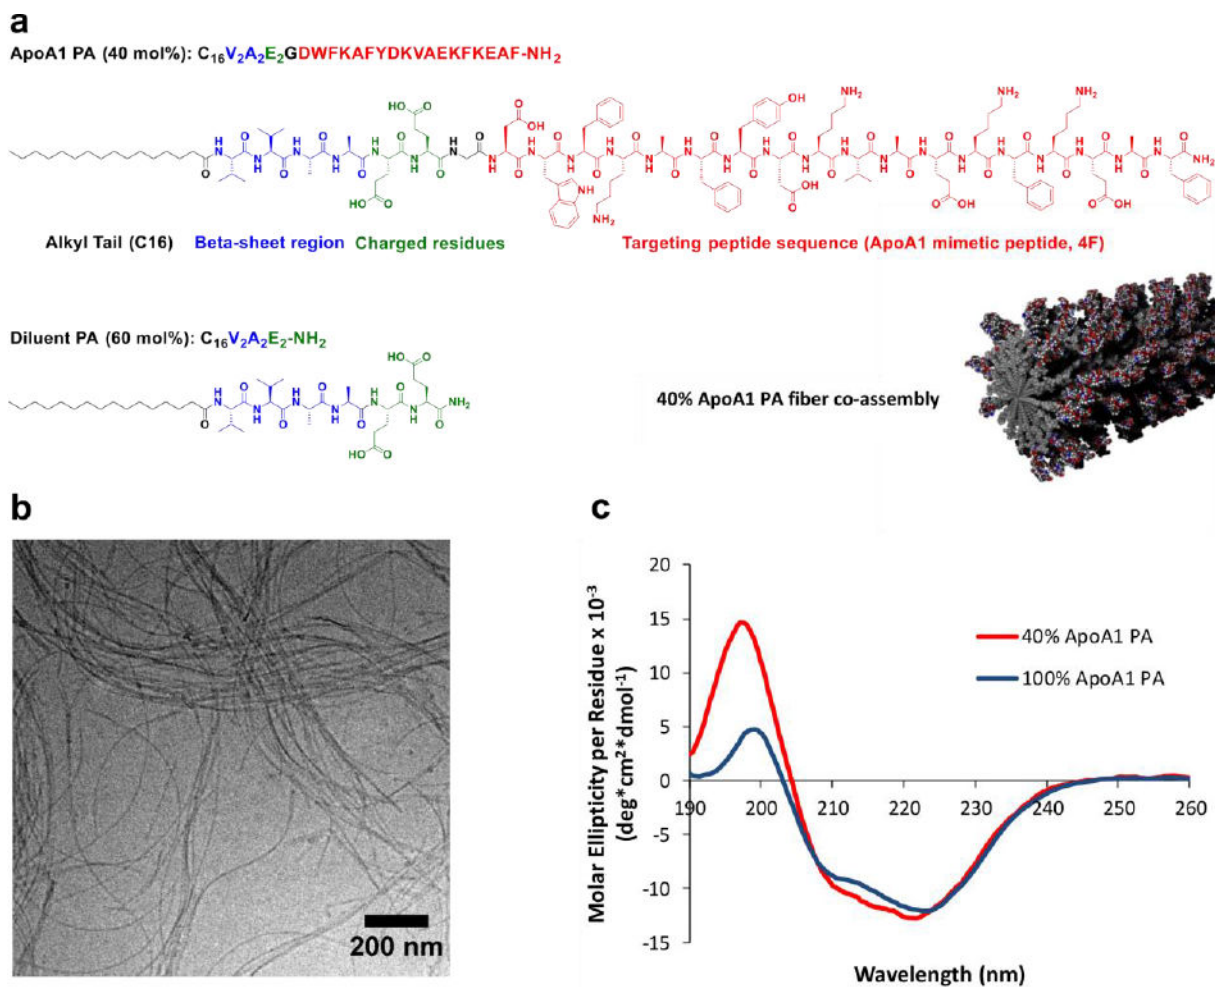 a
ApoA1 PA (40 mol%): C16V2A2E2GDWFKAFYDKVAEKFKEAF-NH2
Alkyl Tail (C16) Beta-sheet region Charged residues Targeting peptide sequence (ApoA1 mimetic peptide, 4F)
Diluent PA (60 mol%): C16V2A2E2-NH2
40% ApoA1 PA fiber co-assembly
b
200 nm
c
Molar Ellipticity per Residue x 10-3
(deg*cm2*dmol-1)
20
15
10
5
0
-5
-10
-15
190 200 210 220 230 240 250 260
40% ApoA1 PA
100% ApoA1 PA
Wavelength (nm)